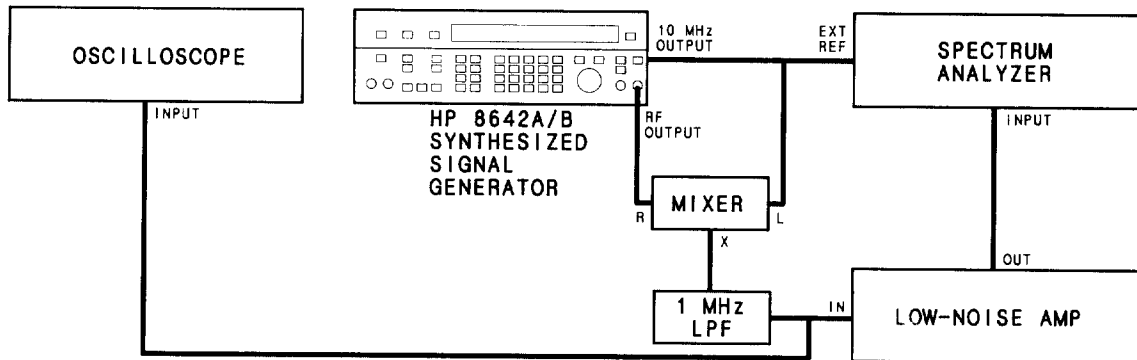 OSCILLOSCOPE
INPUT
10 MHz
OUTPUT
HP 8642A/B
SYNTHESIZED
SIGNAL
GENERATOR
RF
OUTPUT
EXT
REF
SPECTRUM
ANALYZER
INPUT
R
MIXER
L
X
1 MHz
LPF
IN
OUT
LOW-NOISE AMP